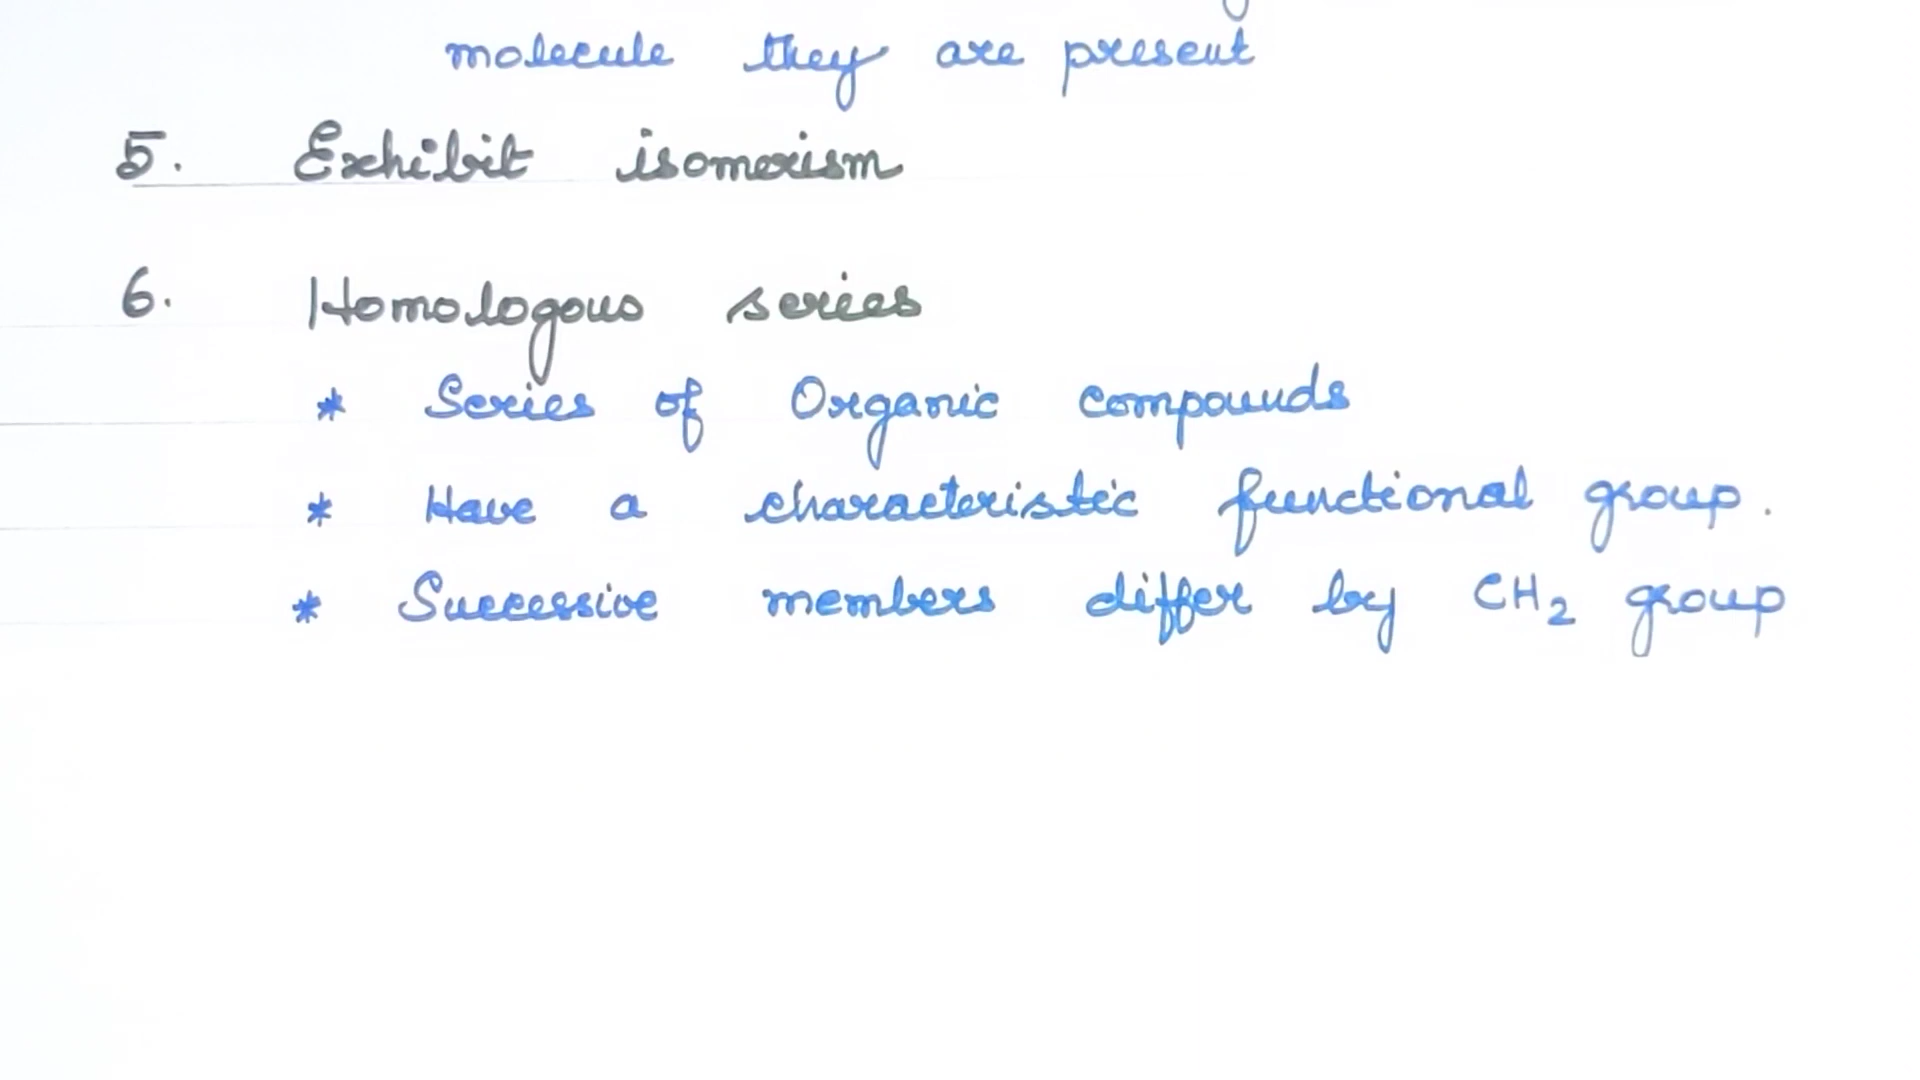 molecule they are present
5. Exhibit isomerism
6. Homologous series
* Series of Organic compounds
* Have a characteristic functional group.
* Successive members differ by CH₂ group